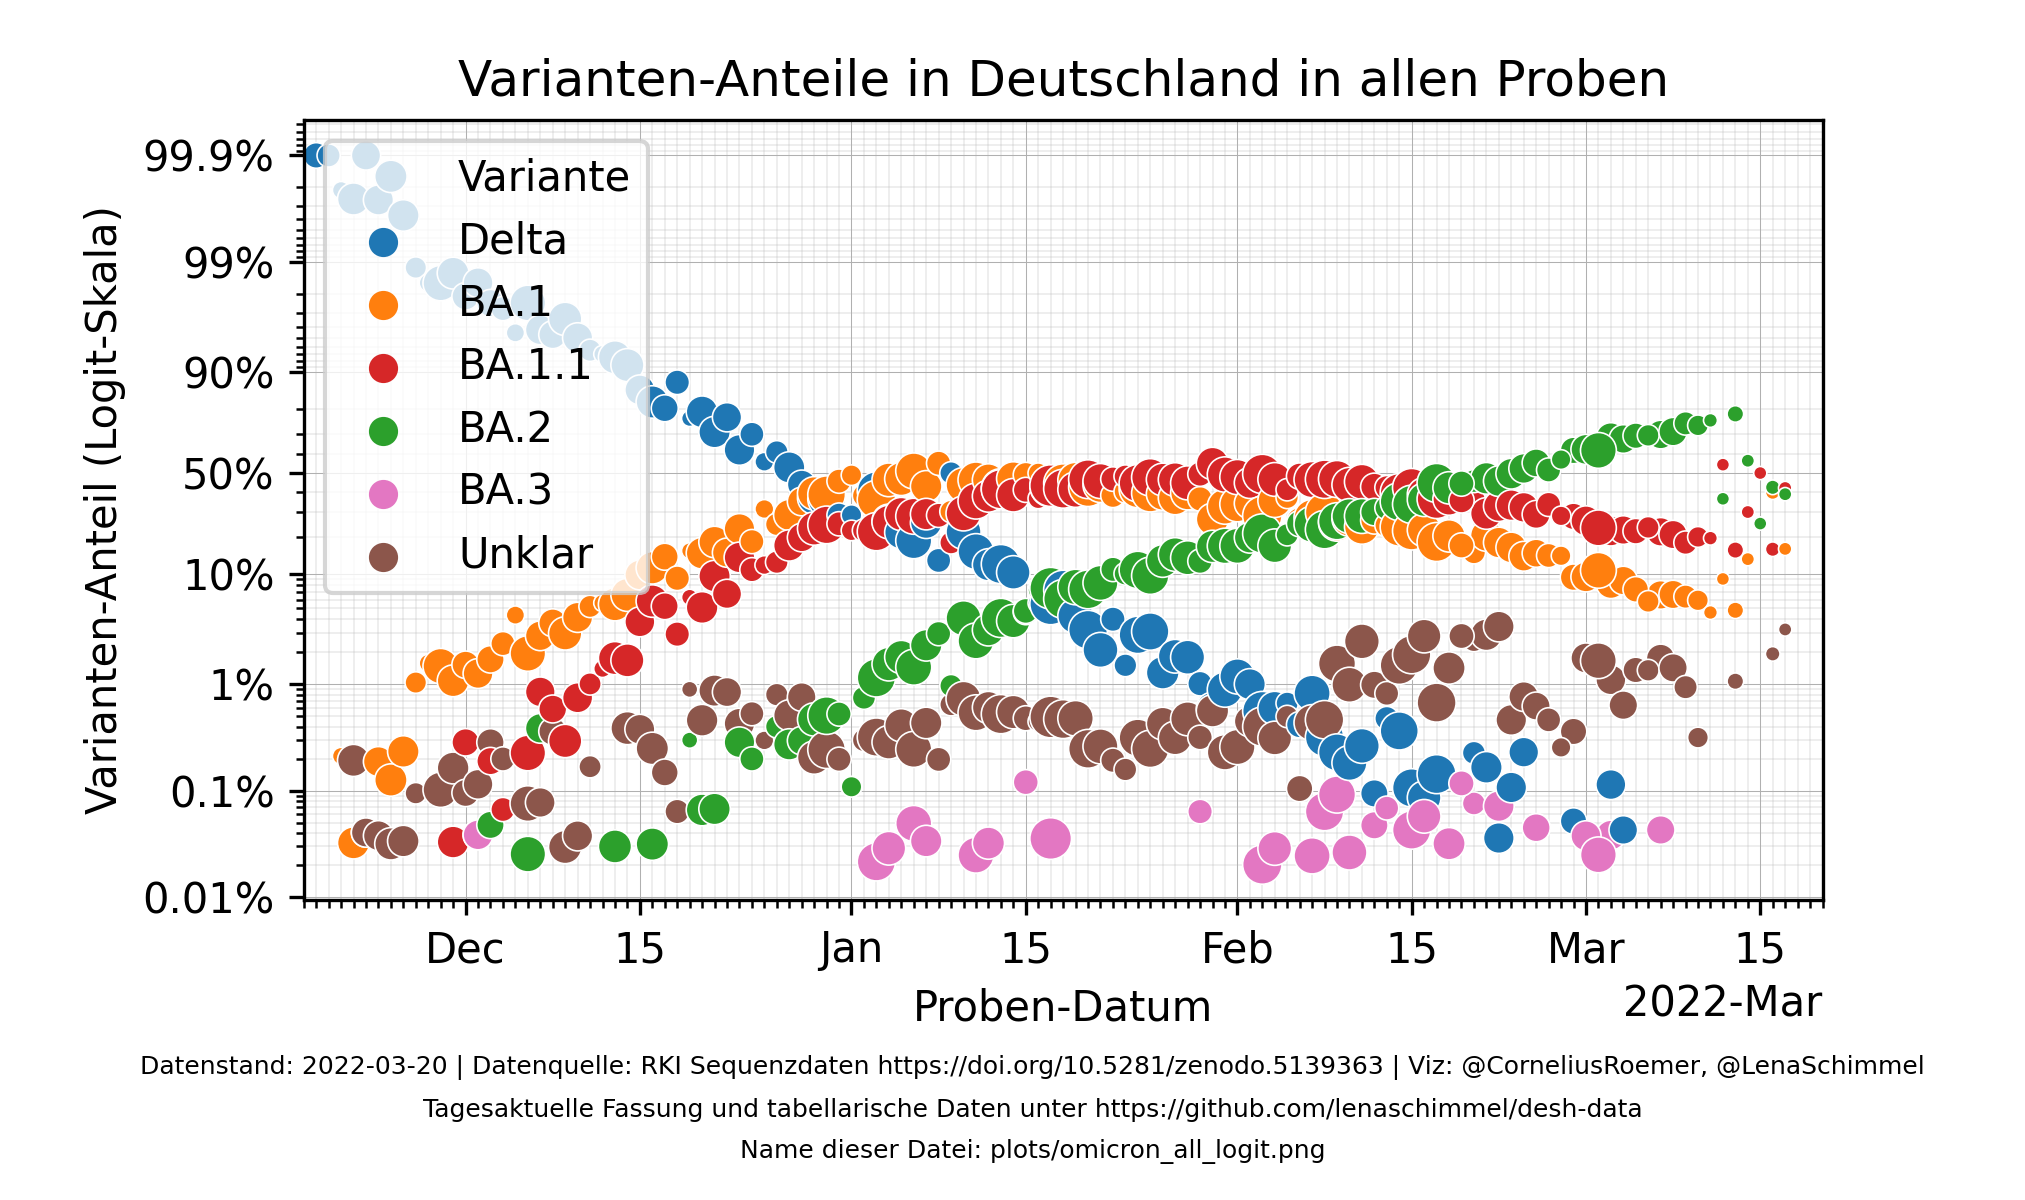 Varianten-Anteile in Deutschland in allen Proben
Varianten-Anteil (Logit-Skala)
99.9%
99%
90%
50%
10%
1%
0.1%
0.01%
Variante
Delta
BA.1
BA.1.1
BA.2
BA.3
Unklar
Dec 15 Jan 15 Feb 15 Mar 15
2022-Mar
Proben-Datum
Datenstand: 2022-03-20 | Datenquelle: RKI Sequenzdaten https://doi.org/10.5281/zenodo.5139363 | Viz: @CorneliusRoemer, @LenaSchimmel
Tagesaktuelle Fassung und tabellarische Daten unter https://github.com/lenaschimmel/desh-data
Name dieser Datei: plots/omicron_all_logit.png